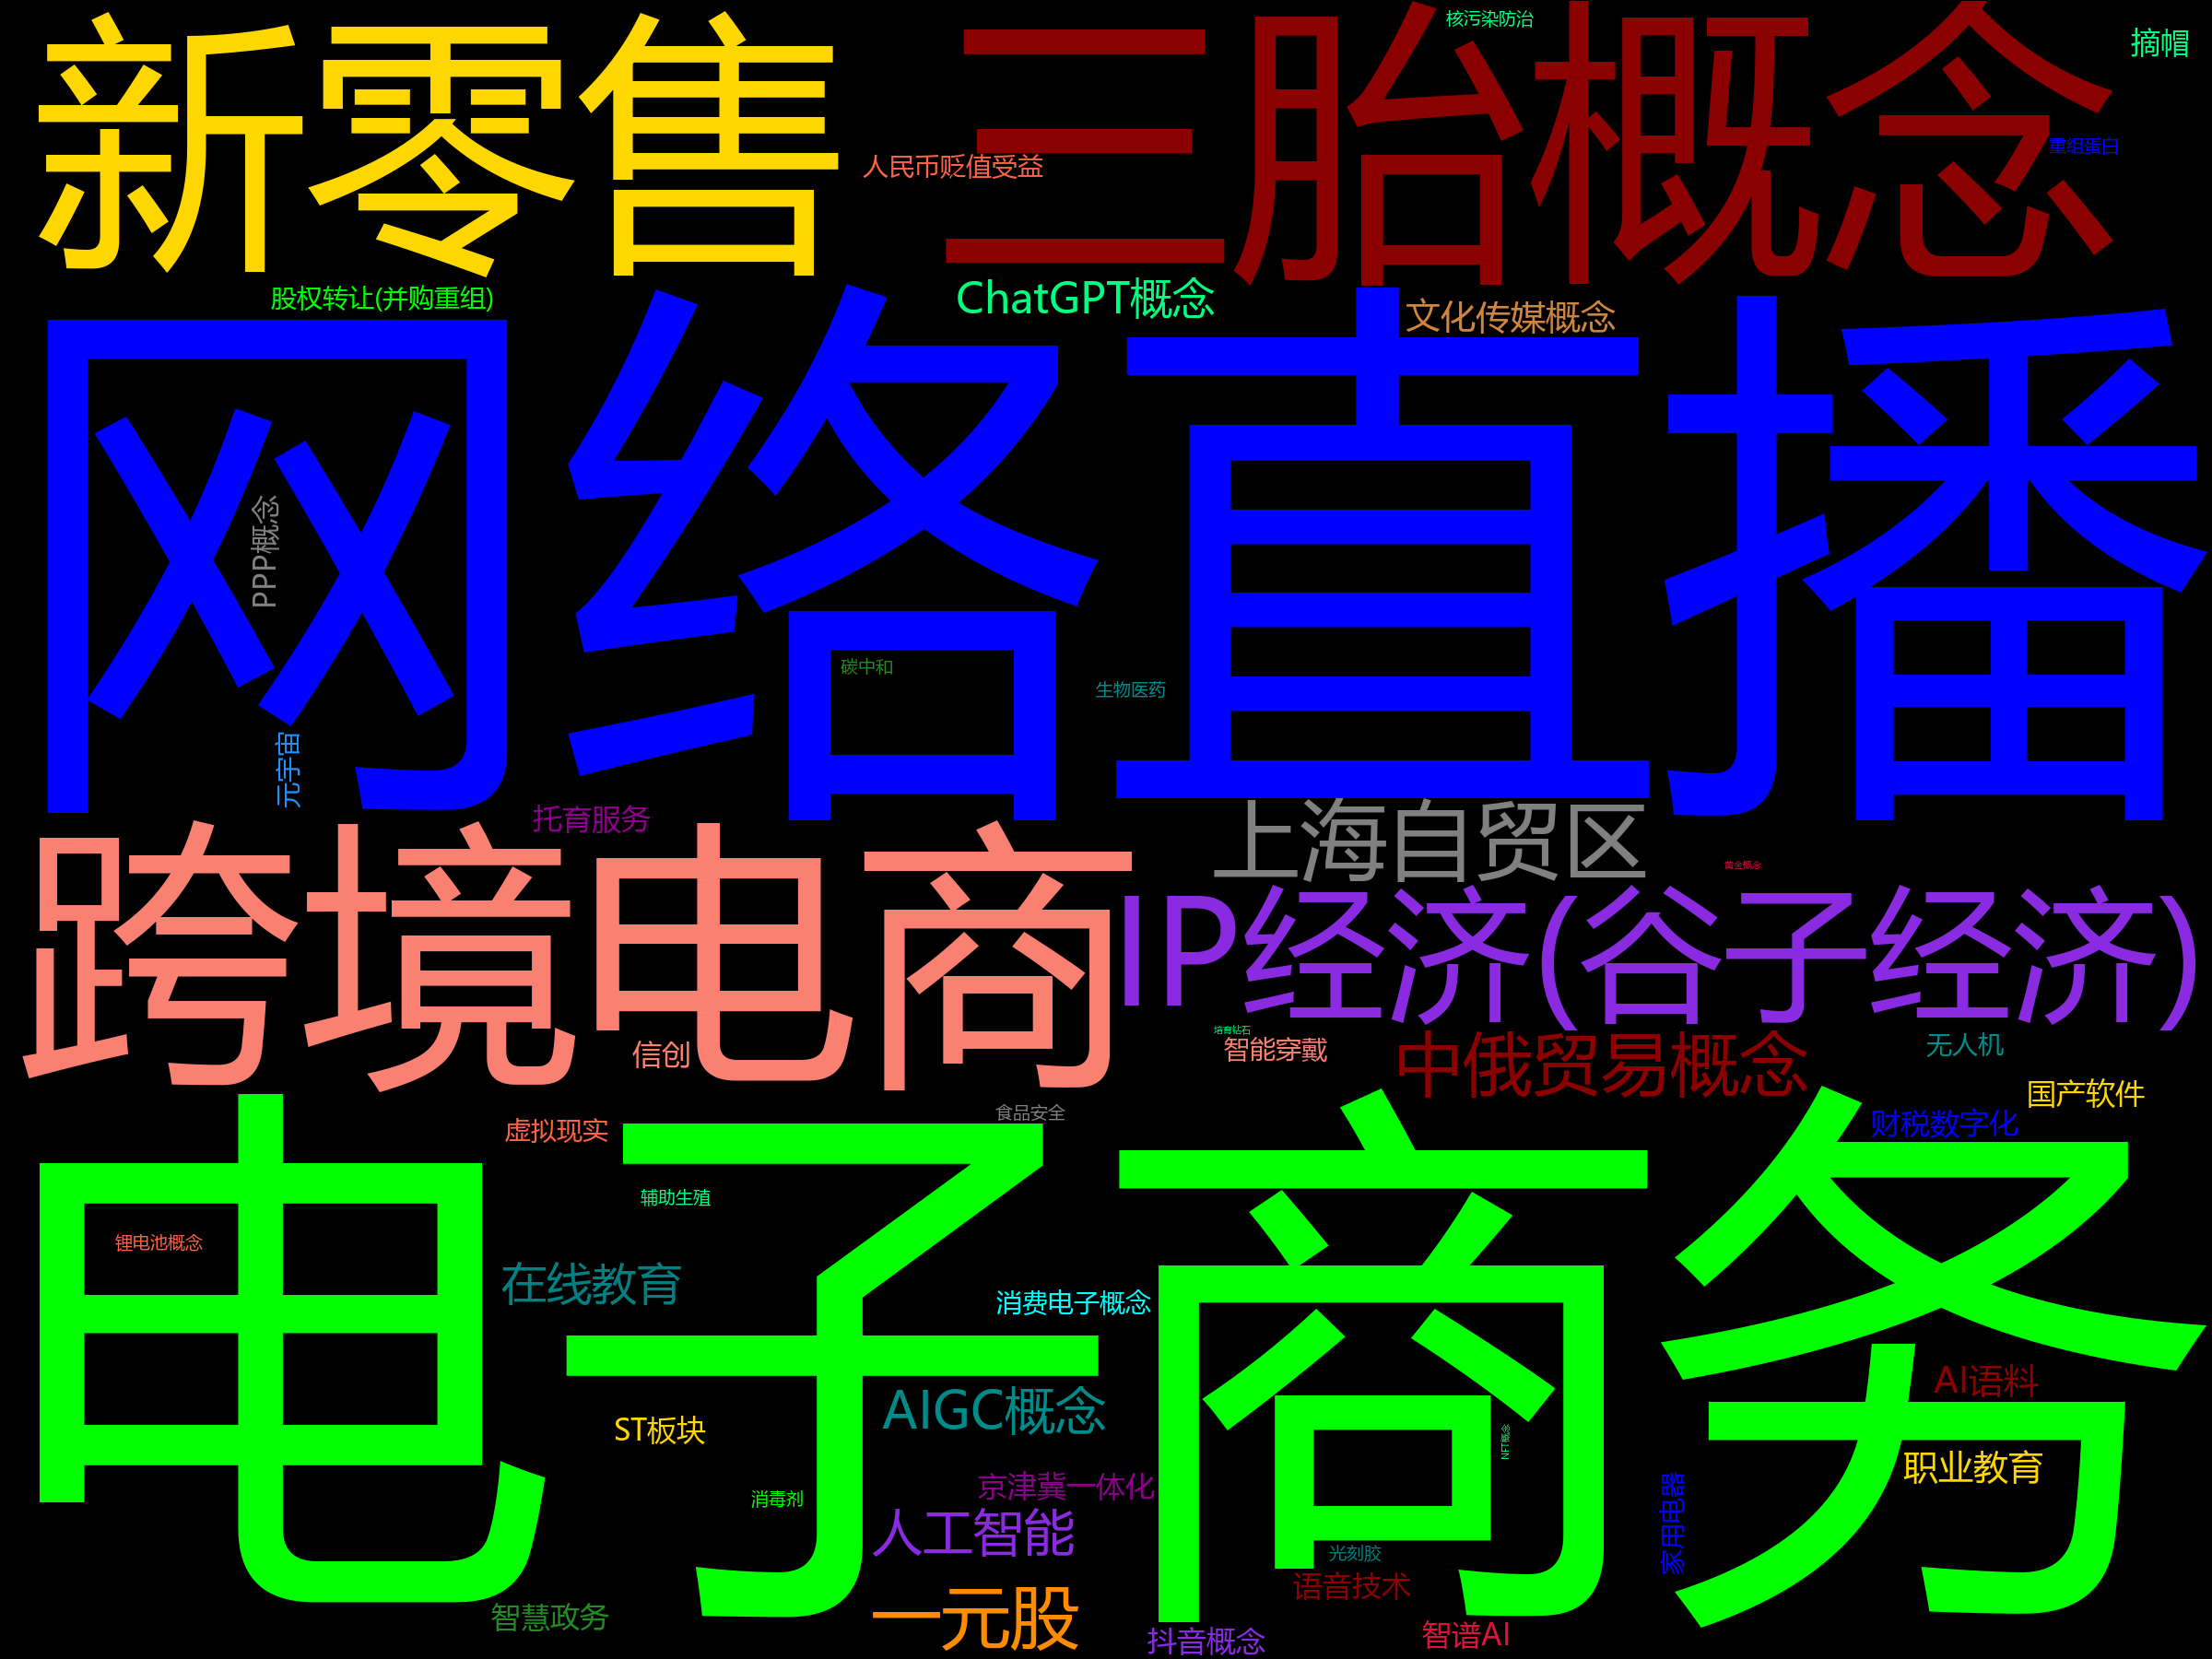 新零售
三胎概念
核污染防治
摘帽
人民币贬值受益
重组蛋白
股权转让(并购重组)
ChatGPT概念
文化传媒概念
网络直播
PPP概念
碳中和
生物医药
元宇宙
托育服务
上海自贸区
跨境电商
黄金概念
IP经济(谷子经济)
培育钻石
信创
智能穿戴
中俄贸易概念
无人机
国产软件
食品安全
虚拟现实
财税数字化
电子商务
辅助生殖
锂电池概念
在线教育
消费电子概念
AI语料
AIGC概念
ST板块
NFT概念
职业教育
京津冀一体化
消毒剂
家用电器
人工智能
光刻胶
语音技术
智慧政务
一元股
抖音概念
智谱AI